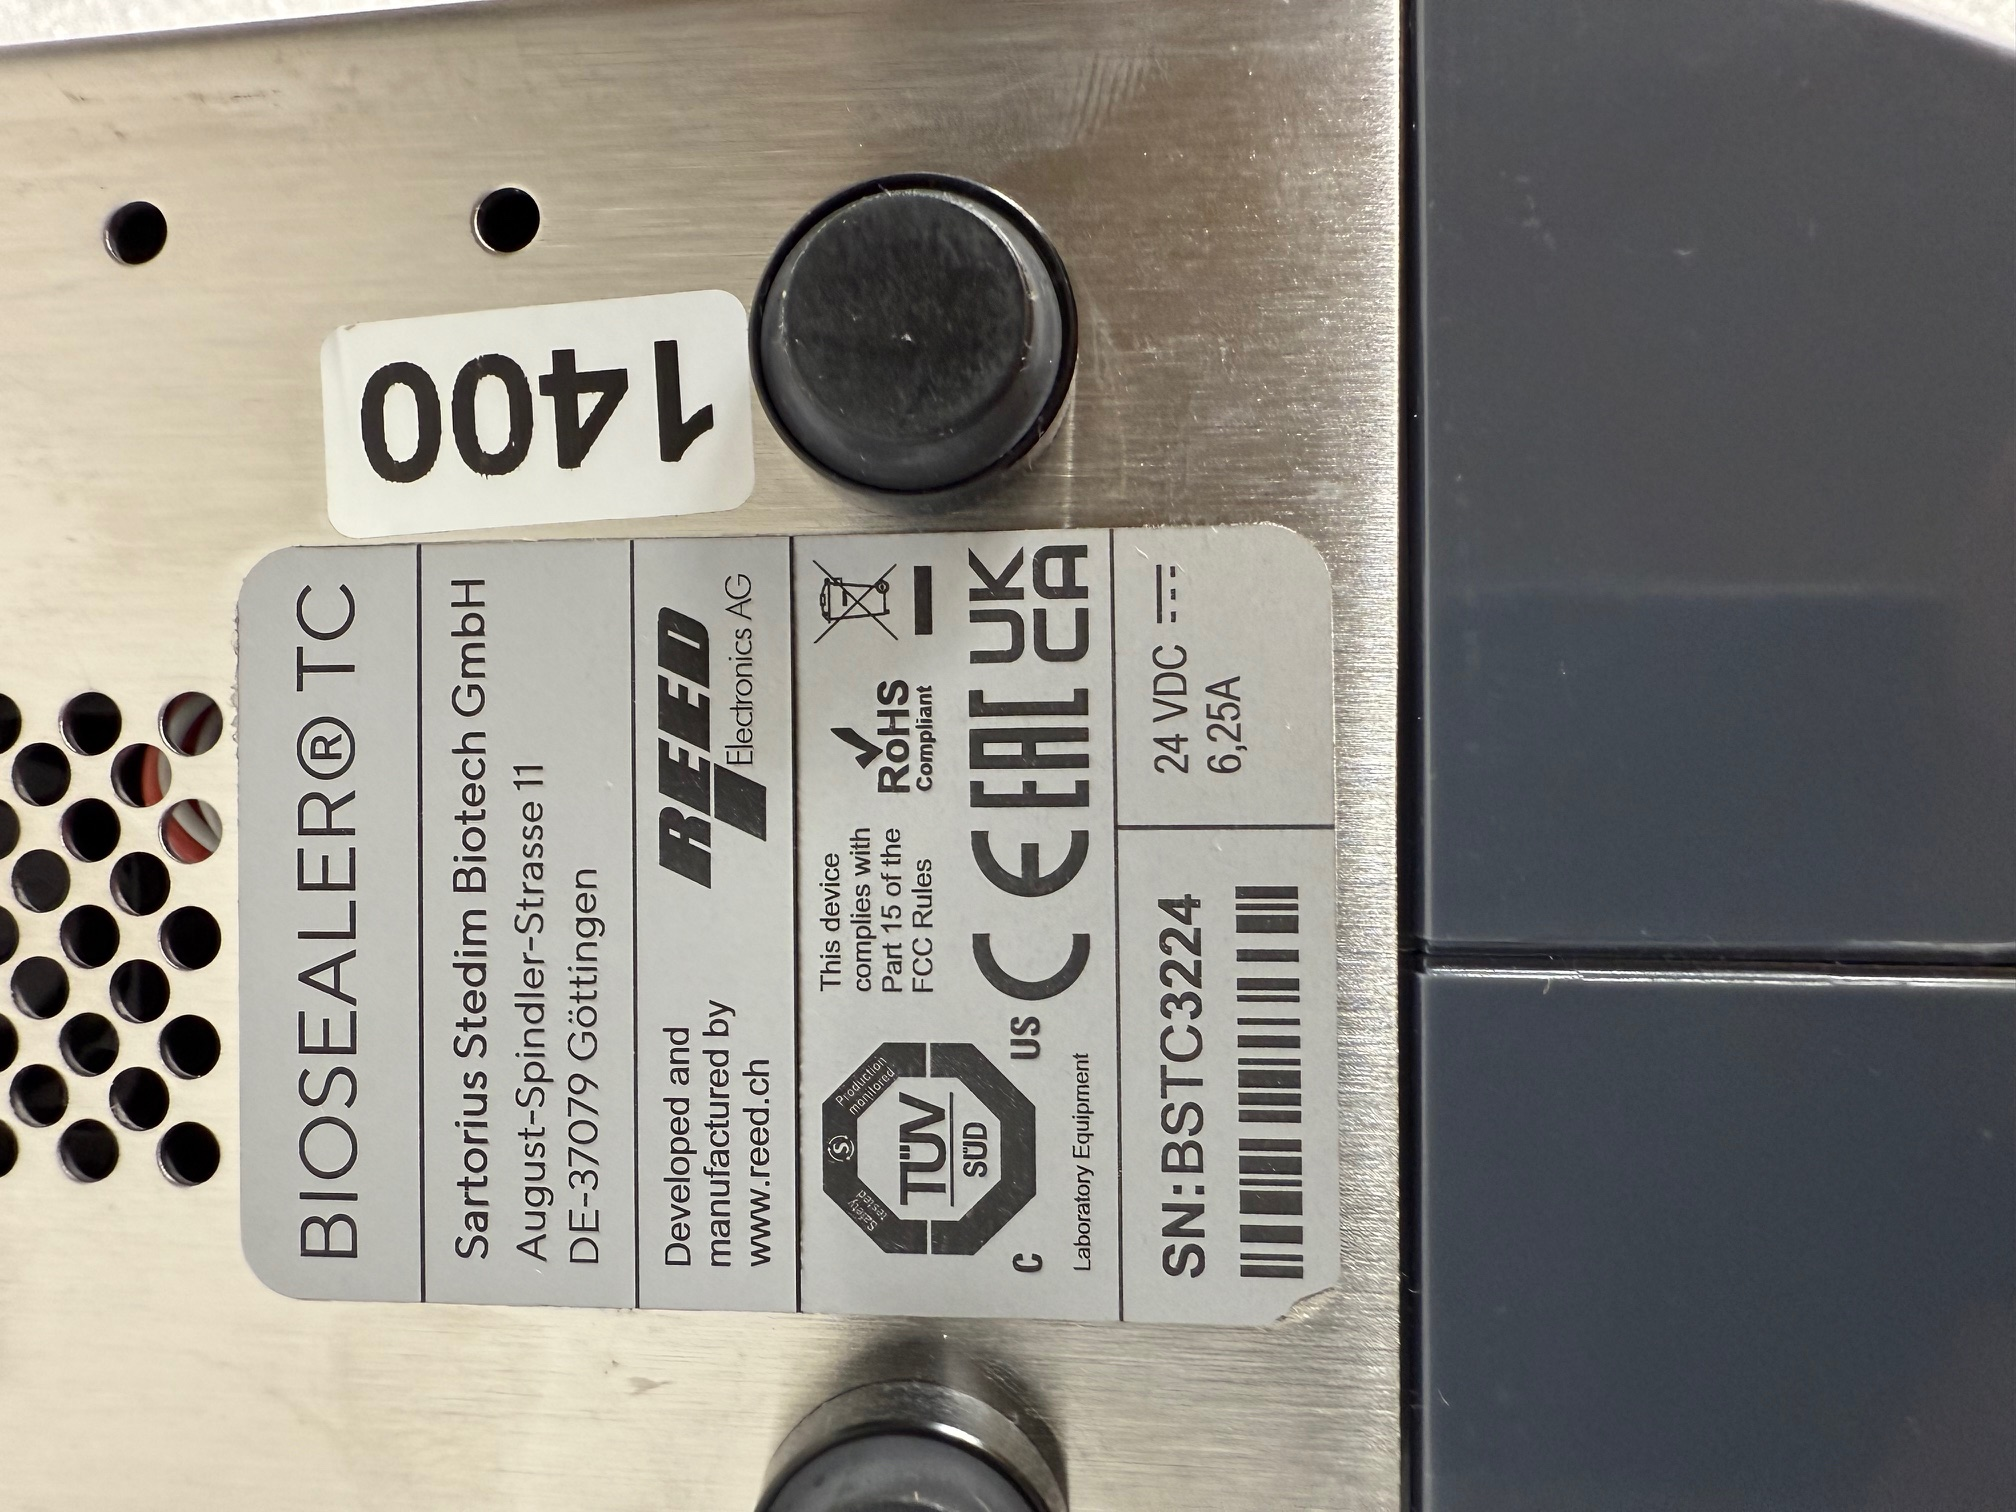 1400
BIOSEALER® TC
Sartorius Stedim Biotech GmbH
August-Spindler-Strasse 11
DE-37079 Göttingen
Developed and
manufactured by
www.reed.ch
REED
Electronics AG
Safety
tested
S
Production
monitored
TÜV
SÜD
C US
Laboratory Equipment
This device
complies with
Part 15 of the
FCC Rules
RoHS
Compliant
CE EAC UK
CA
SN:BSTC3224
24 VDC
6,25A